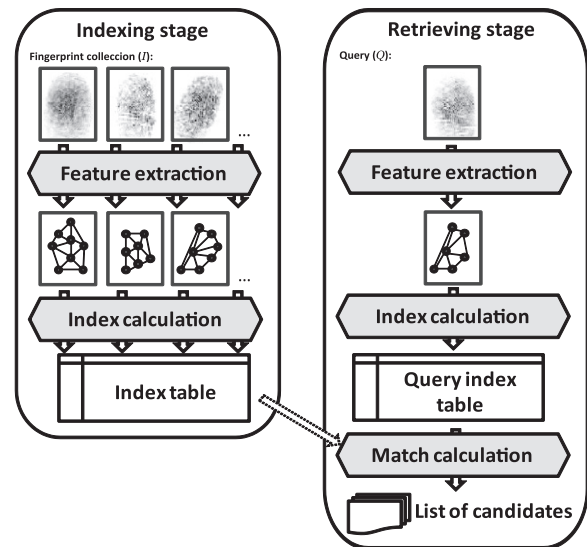 Indexing stage
Fingerprint colleccion (I):
...
Feature extraction
...
Index calculation
Index table
Retrieving stage
Query (Q):
Feature extraction
Index calculation
Query index
table
Match calculation
List of candidates